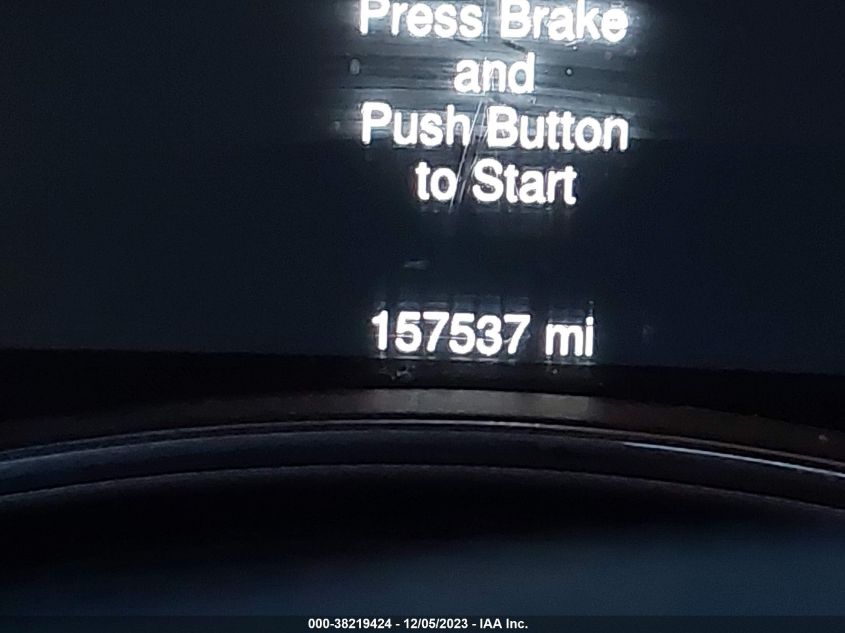 Press Brake
and
Push Button
to Start
157537 mi
000-38219424 - 12/05/2023 - IAA Inc.